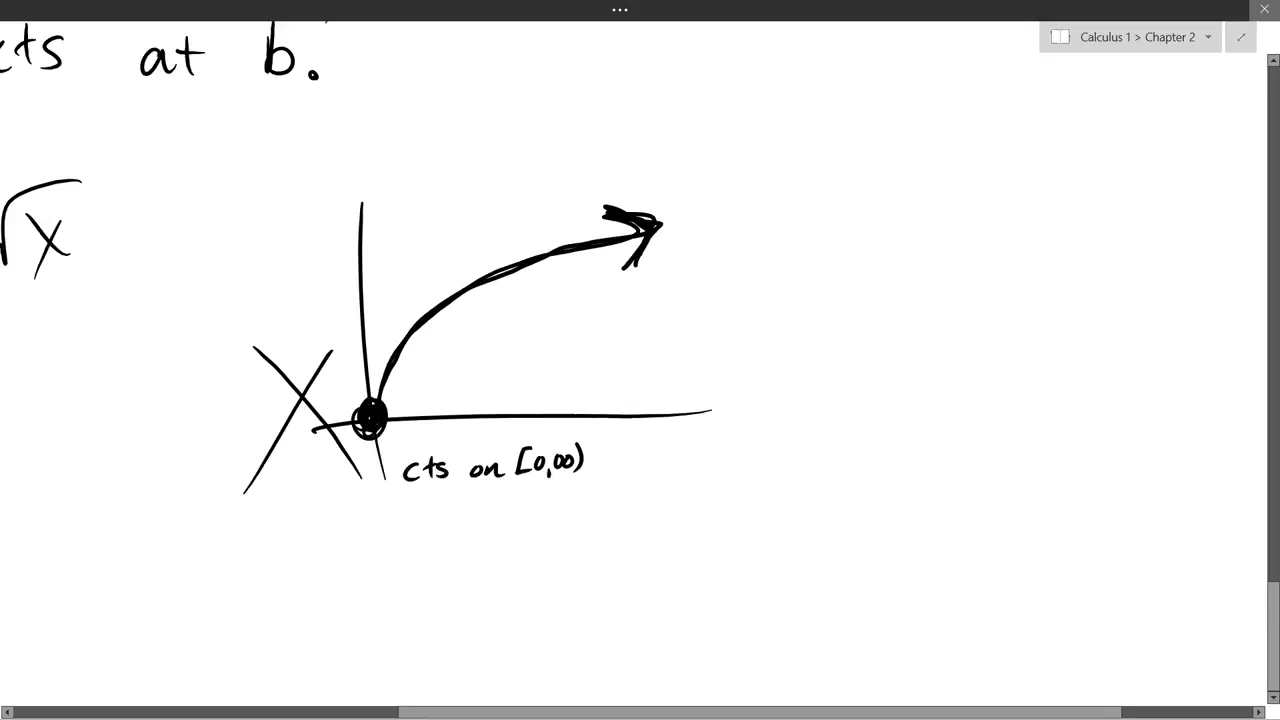 Calculus 1 > Chapter 2
cts at b.
√x
cts on [0,∞)